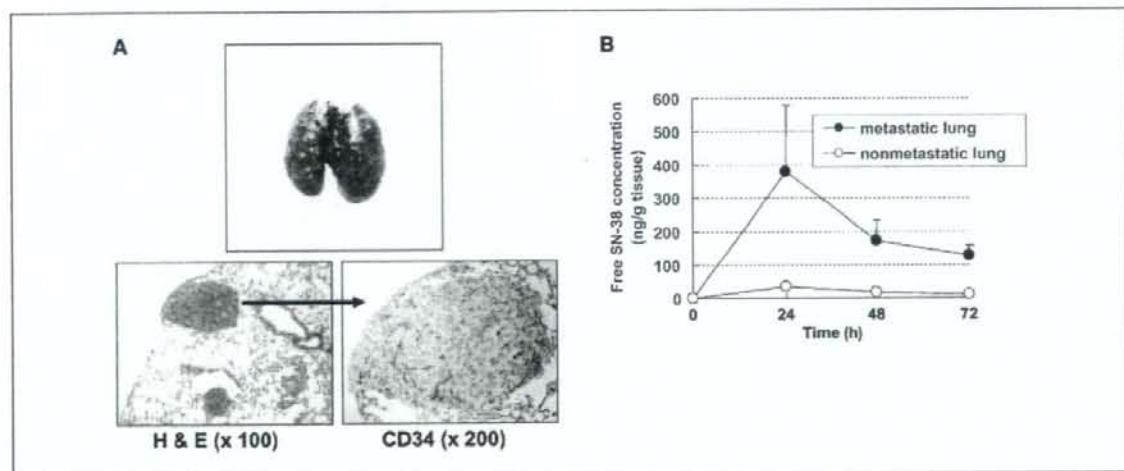 A
H & E (x 100)
CD34 (x 200)
B
Free SN-38 concentration
(ng/g tissue)
600
500
400
300
200
100
0
metastatic lung
nonmetastatic lung
0 24 48 72
Time (h)